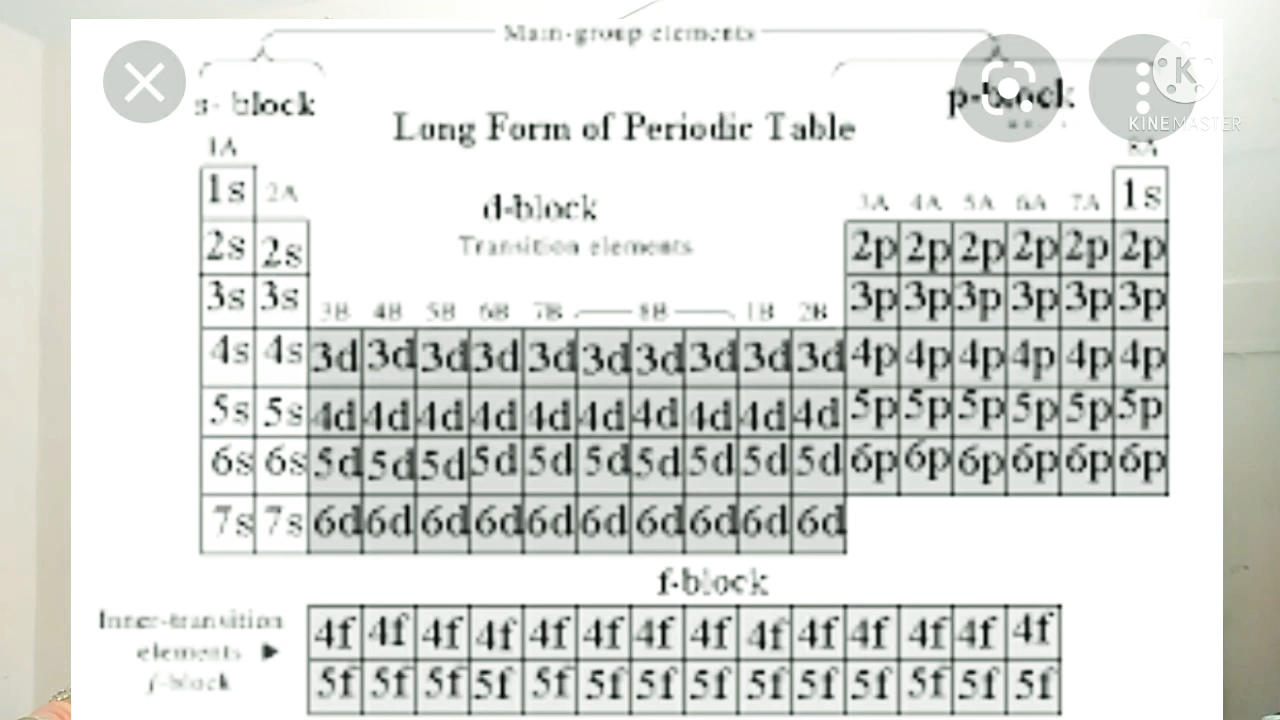 Main-group elements
s- block
p-block
K
KINEMASTER
Long Form of Periodic Table
1A
8A
1s 2A d-block 3A 4A 5A 6A 7A 1s
2s 2s Transition elements 2p 2p 2p 2p 2p 2p
3s 3s 3B 4B 5B 6B 7B 8B 1B 2B 3p 3p 3p 3p 3p 3p
4s 4s 3d 3d 3d 3d 3d 3d 3d 3d 3d 3d 4p 4p 4p 4p 4p 4p
5s 5s 4d 4d 4d 4d 4d 4d 4d 4d 4d 4d 5p 5p 5p 5p 5p 5p
6s 6s 5d 5d 5d 5d 5d 5d 5d 5d 5d 5d 6p 6p 6p 6p 6p 6p
7s 7s 6d 6d 6d 6d 6d 6d 6d 6d 6d 6d
f-block
Inner-transition
elements
f-block
4f 4f 4f 4f 4f 4f 4f 4f 4f 4f 4f 4f 4f 4f
5f 5f 5f 5f 5f 5f 5f 5f 5f 5f 5f 5f 5f 5f